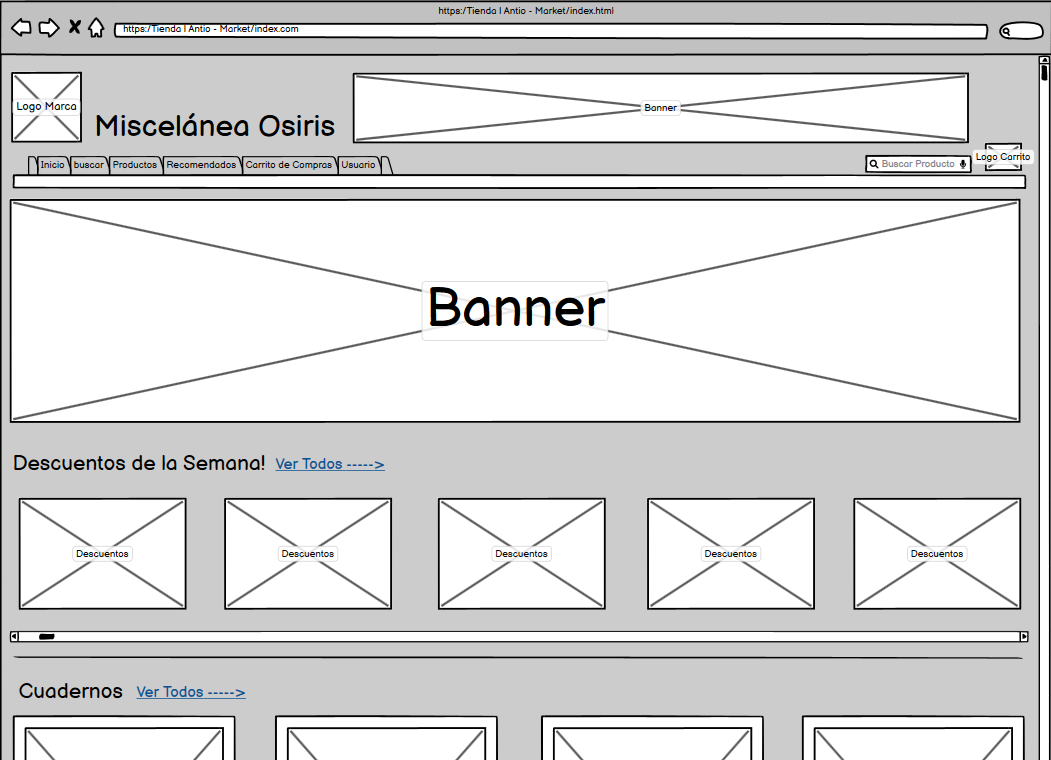 https:/Tienda | Antio - Market/index.html
https:/Tienda | Antio - Market/index.com
Logo Marca
Miscelánea Osiris
Banner
Inicio
buscar
Productos
Recomendados
Carrito de Compras
Usuario
Buscar Producto
Logo Carrito
Banner
Descuentos de la Semana! Ver Todos ----->
Descuentos
Descuentos
Descuentos
Descuentos
Descuentos
Cuadernos Ver Todos ----->